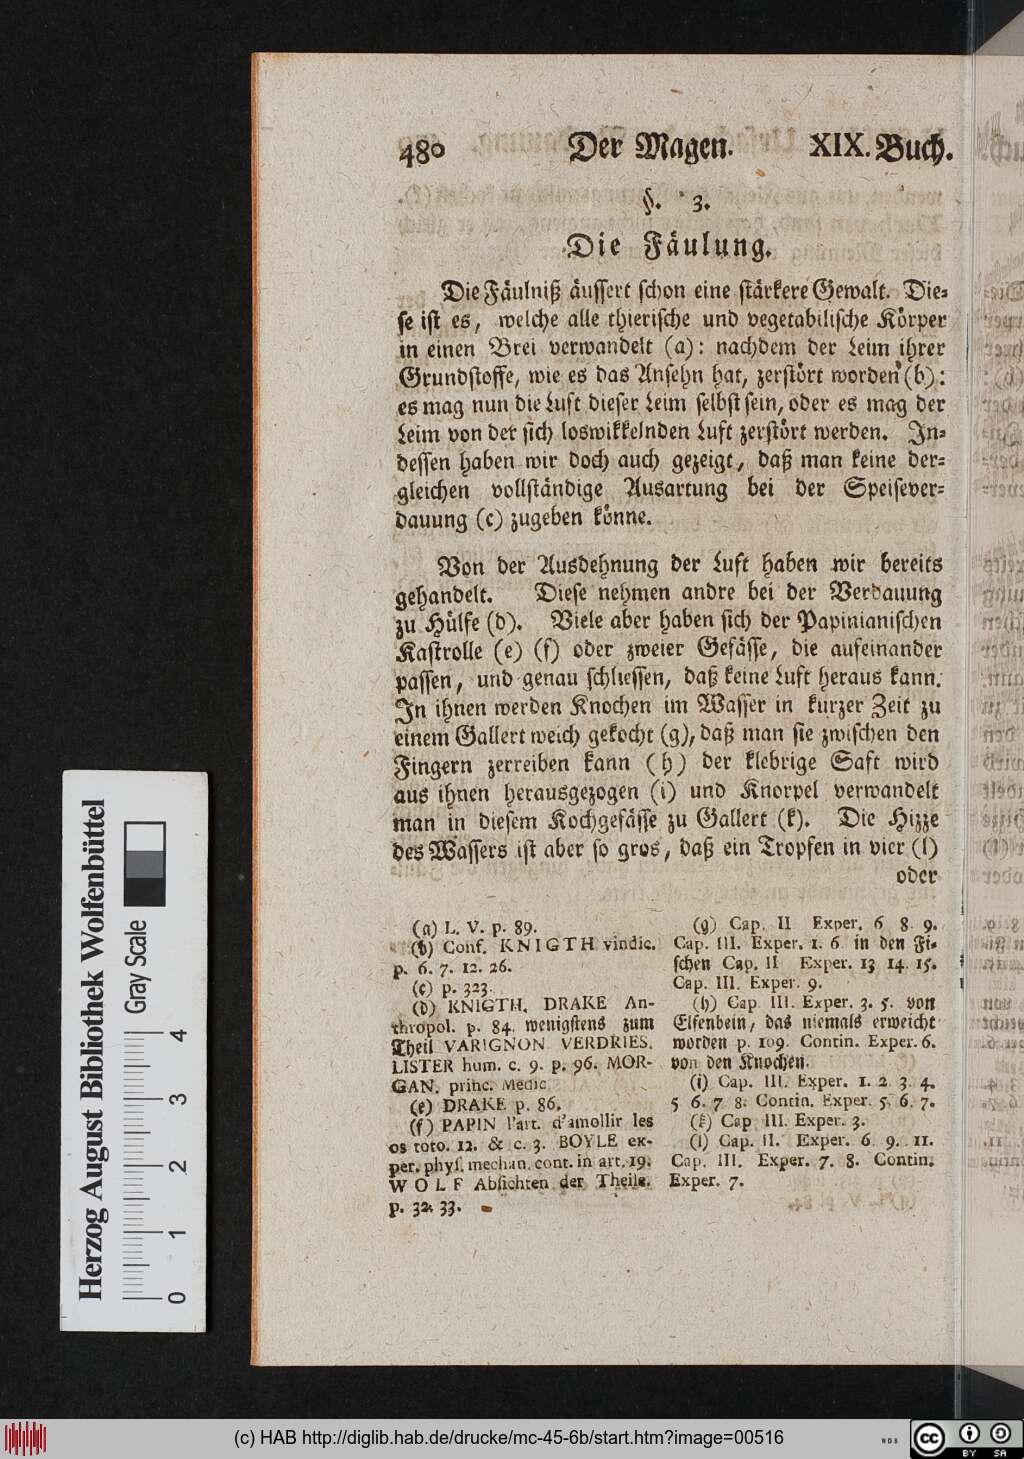 480 Der Magen. XIX. Buch.
§. 3.
Die Fäulung.
Die Fäulniß äussert schon eine stärkere Gewalt. Die-
se ist es, welche alle thierische und vegetabilische Körper
in einen Brei verwandelt (a): nachdem der Leim ihrer
Grundstoffe, wie es das Ansehn hat, zerstört worden (b):
es mag nun die Luft dieser Leim selbst sein, oder es mag der
Leim von der sich loswikkelnden Luft zerstört werden. In-
dessen haben wir doch auch gezeigt, daß man keine der-
gleichen vollständige Ausartung bei der Speisever-
dauung (c) zugeben könne.
Von der Ausdehnung der Luft haben wir bereits
gehandelt. Diese nehmen andre bei der Verdauung
zu Hülfe (d). Viele aber haben sich der Papinianischen
Kastrolle (e) (f) oder zweier Gefässe, die aufeinander
passen, und genau schliessen, daß keine Luft heraus kann.
In ihnen werden Knochen im Wasser in kurzer Zeit zu
einem Gallert weich gekocht (g), daß man sie zwischen den
Fingern zerreiben kann (h) der klebrige Saft wird
aus ihnen herausgezogen (i) und Knorpel verwandelt
man in diesem Kochgefässe zu Gallert (k). Die Hizze
des Wassers ist aber so gros, daß ein Tropfen in vier (l)
oder
(a) L. V. p. 89.
(b) Conf. KNIGTH vindic.
p. 6. 7. 12. 26.
(c) p. 323.
(d) KNIGTH. DRAKE An-
thropol. p. 84. wenigstens zum
Theil VARIGNON VERDRIES.
LISTER hum. c. 9. p. 96. MOR-
GAN. princ. Medic
(e) DRAKE p. 86.
(f) PAPIN l'art. d'amollir les
os toto. 12. & c. 3. BOYLE ex-
per. phys. mechan. cont. in art. 19.
WOLF Absichten der Theile.
p. 32. 33.
(g) Cap. II Exper. 6 8. 9.
Cap. III. Exper. 1. 6. in den Fi-
schen Cap. II Exper. 13 14. 15.
Cap. III. Exper. 9.
(h) Cap. III. Exper. 3. 5. von
Elfenbein, das niemals erweicht
worden p. 109. Contin. Exper. 6.
von den Knochen.
(i) Cap. III. Exper. 1. 2. 3. 4.
5 6. 7 8. Contin. Exper. 5. 6. 7.
(k) Cap III. Exper. 3.
(l) Cap. II. Exper. 6 9. 11.
Cap. III. Exper. 7. 8. Contin.
Exper. 7.
Herzog August Bibliothek Wolfenbüttel
Gray Scale
0 1 2 3 4
(c) HAB http://diglib.hab.de/drucke/mc-45-6b/start.htm?image=00516
WDB
cc BY SA